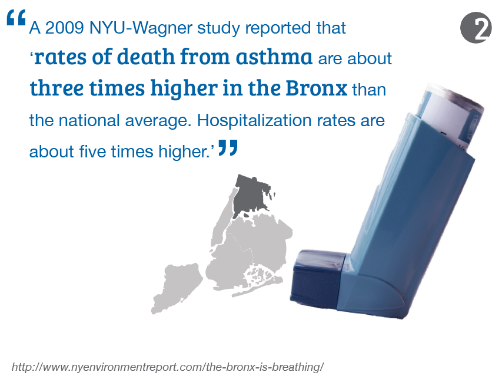 2
“A 2009 NYU-Wagner study reported that
‘rates of death from asthma are about
three times higher in the Bronx than
the national average. Hospitalization rates are
about five times higher.’”
http://www.nyenvironmentreport.com/the-bronx-is-breathing/